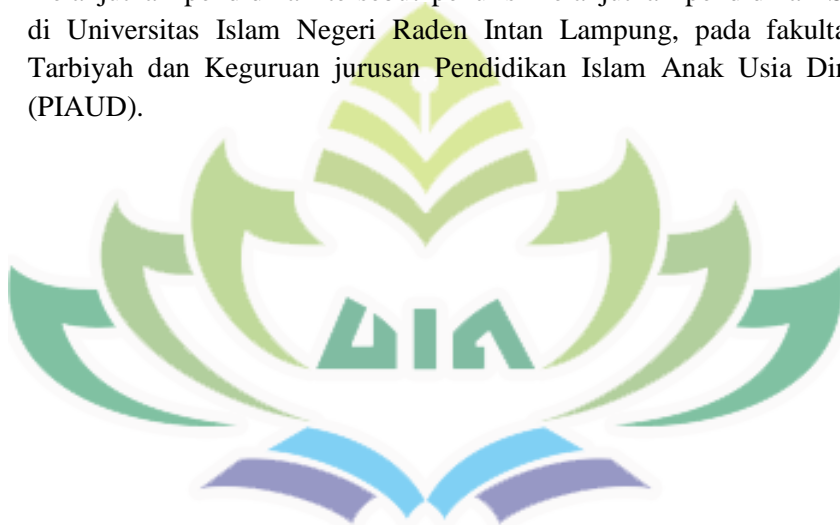 di Universitas Islam Negeri Raden Intan Lampung, pada fakulta
Tarbiyah dan Keguruan jurusan Pendidikan Islam Anak Usia Di
(PIAUD).